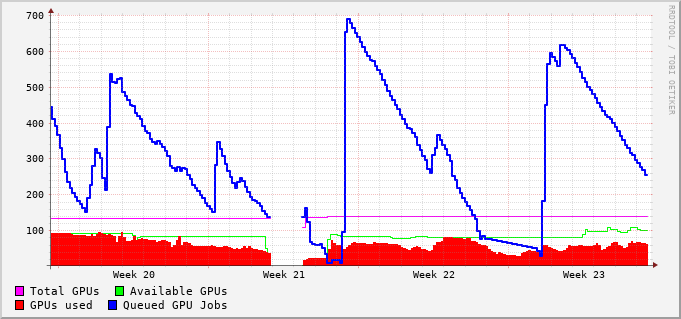 700
600
500
400
300
200
100
Week 20 Week 21 Week 22 Week 23
Total GPUs Available GPUs
GPUs used Queued GPU Jobs
RRDTOOL / TOBI OETIKER